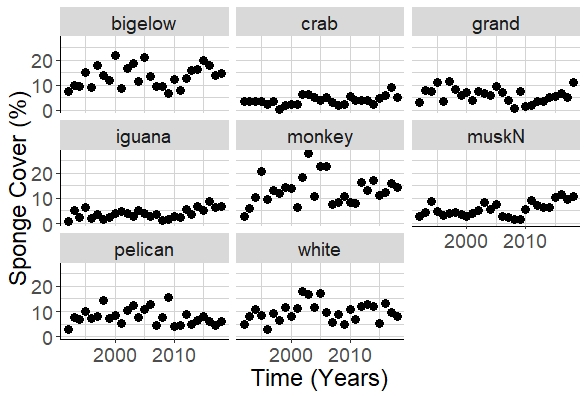 bigelow crab grand
20
10
0
iguana monkey muskN
20
10
0
2000 2010
pelican white
20
10
0
2000 2010 2000 2010
Sponge Cover (%)
Time (Years)